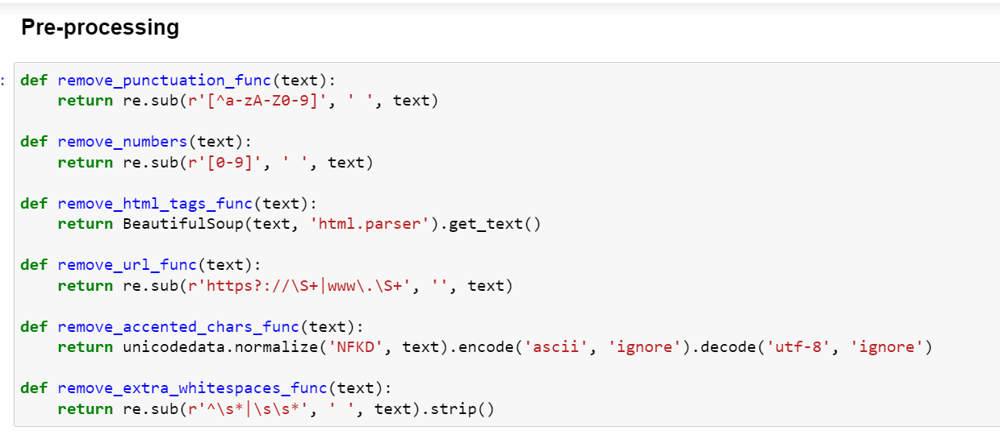 Pre-processing
:
def remove_punctuation_func(text):
    return re.sub(r'[^a-zA-Z0-9]', ' ', text)
def remove_numbers(text):
    return re.sub(r'[0-9]', ' ', text)
def remove_html_tags_func(text):
    return BeautifulSoup(text, 'html.parser').get_text()
def remove_url_func(text):
    return re.sub(r'https?://\S+|www\.\S+', '', text)
def remove_accented_chars_func(text):
    return unicodedata.normalize('NFKD', text).encode('ascii', 'ignore').decode('utf-8', 'ignore')
def remove_extra_whitespaces_func(text):
    return re.sub(r'^\s*|\s\s*', ' ', text).strip()